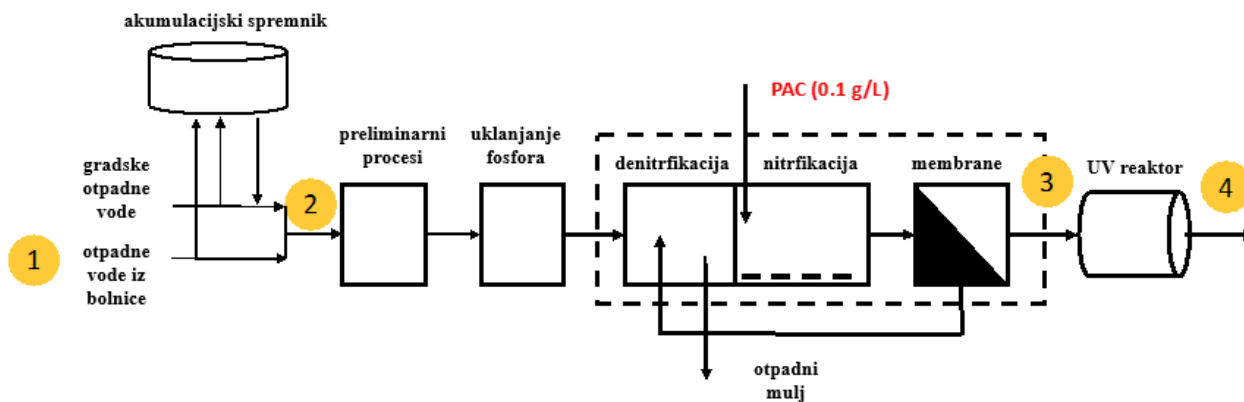 akumulacijski spremnik
PAC (0.1 g/L)
preliminarni
procesi
uklanjanje
fosfora
denitrfikacija
nitrfikacija
membrane
3
UV reaktor
4
gradske
otpadne
vode
2
1
otpadne
vode iz
bolnice
otpadni
mulj